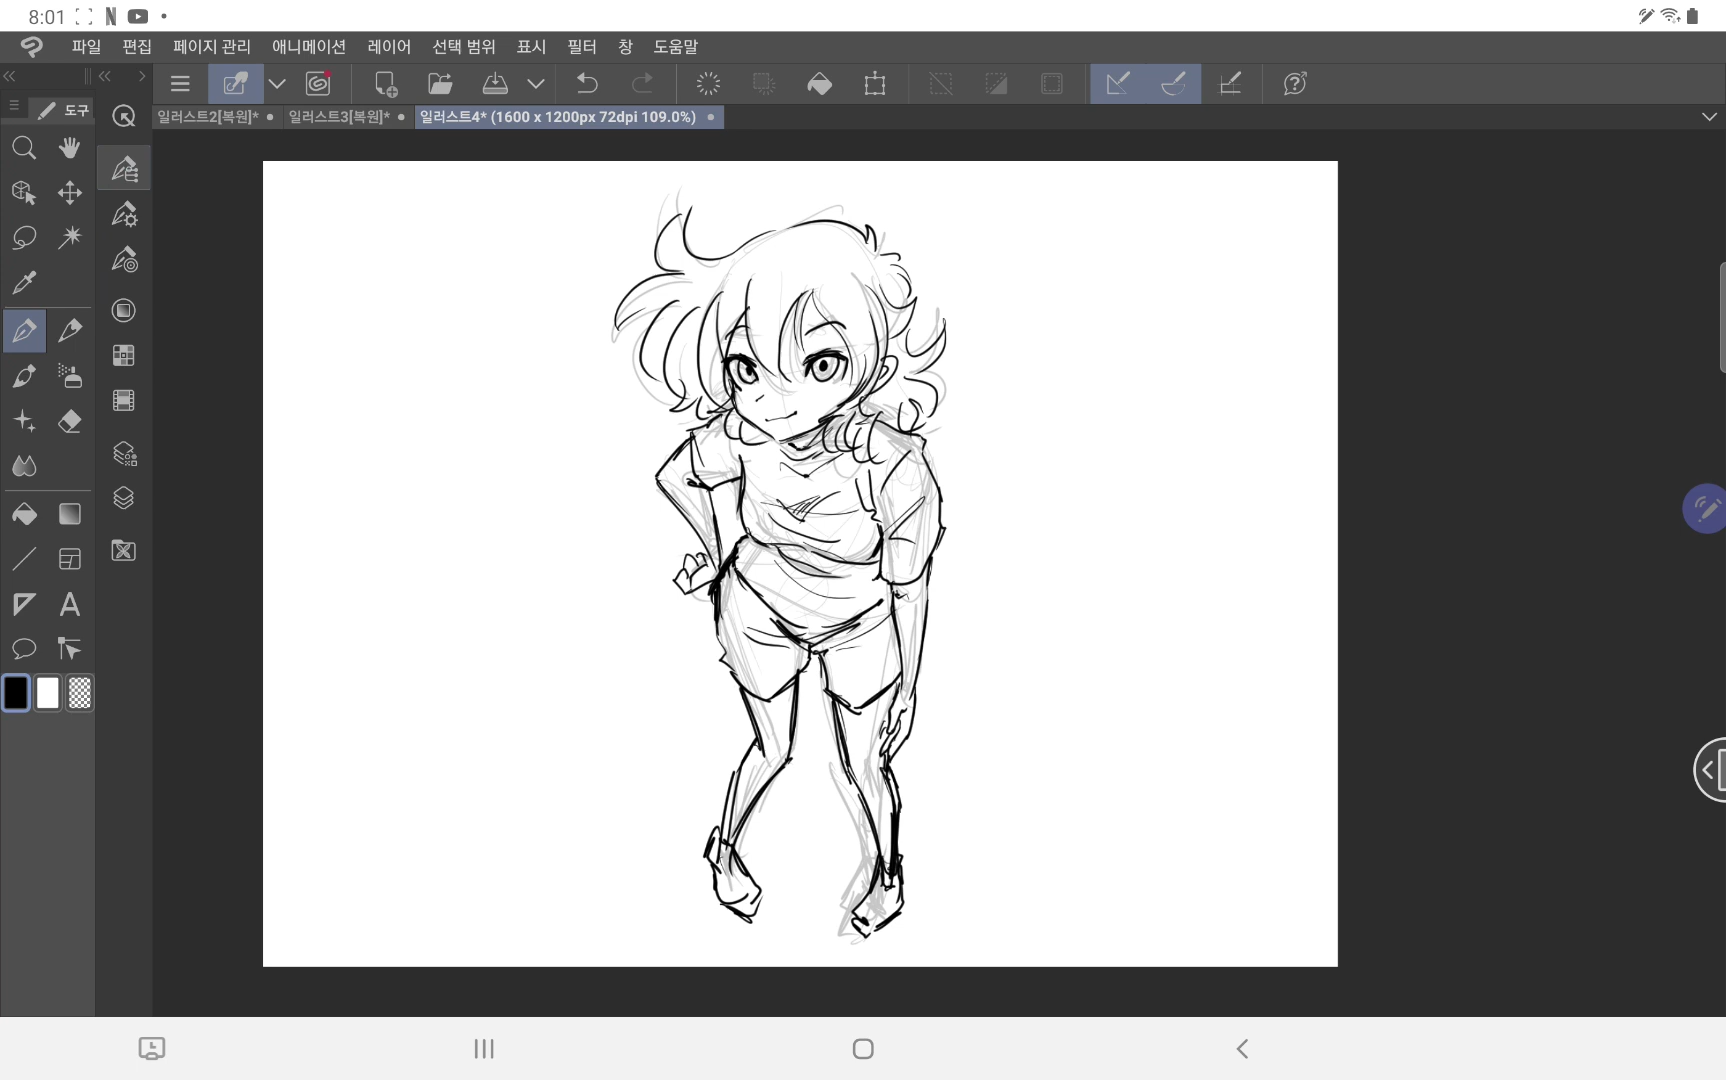 8:01
파일 편집 페이지 관리 애니메이션 레이어 선택 범위 표시 필터 창 도움말
도구
일러스트2[복원]* 일러스트3[복원]* 일러스트4* (1600 x 1200px 72dpi 109.0%)